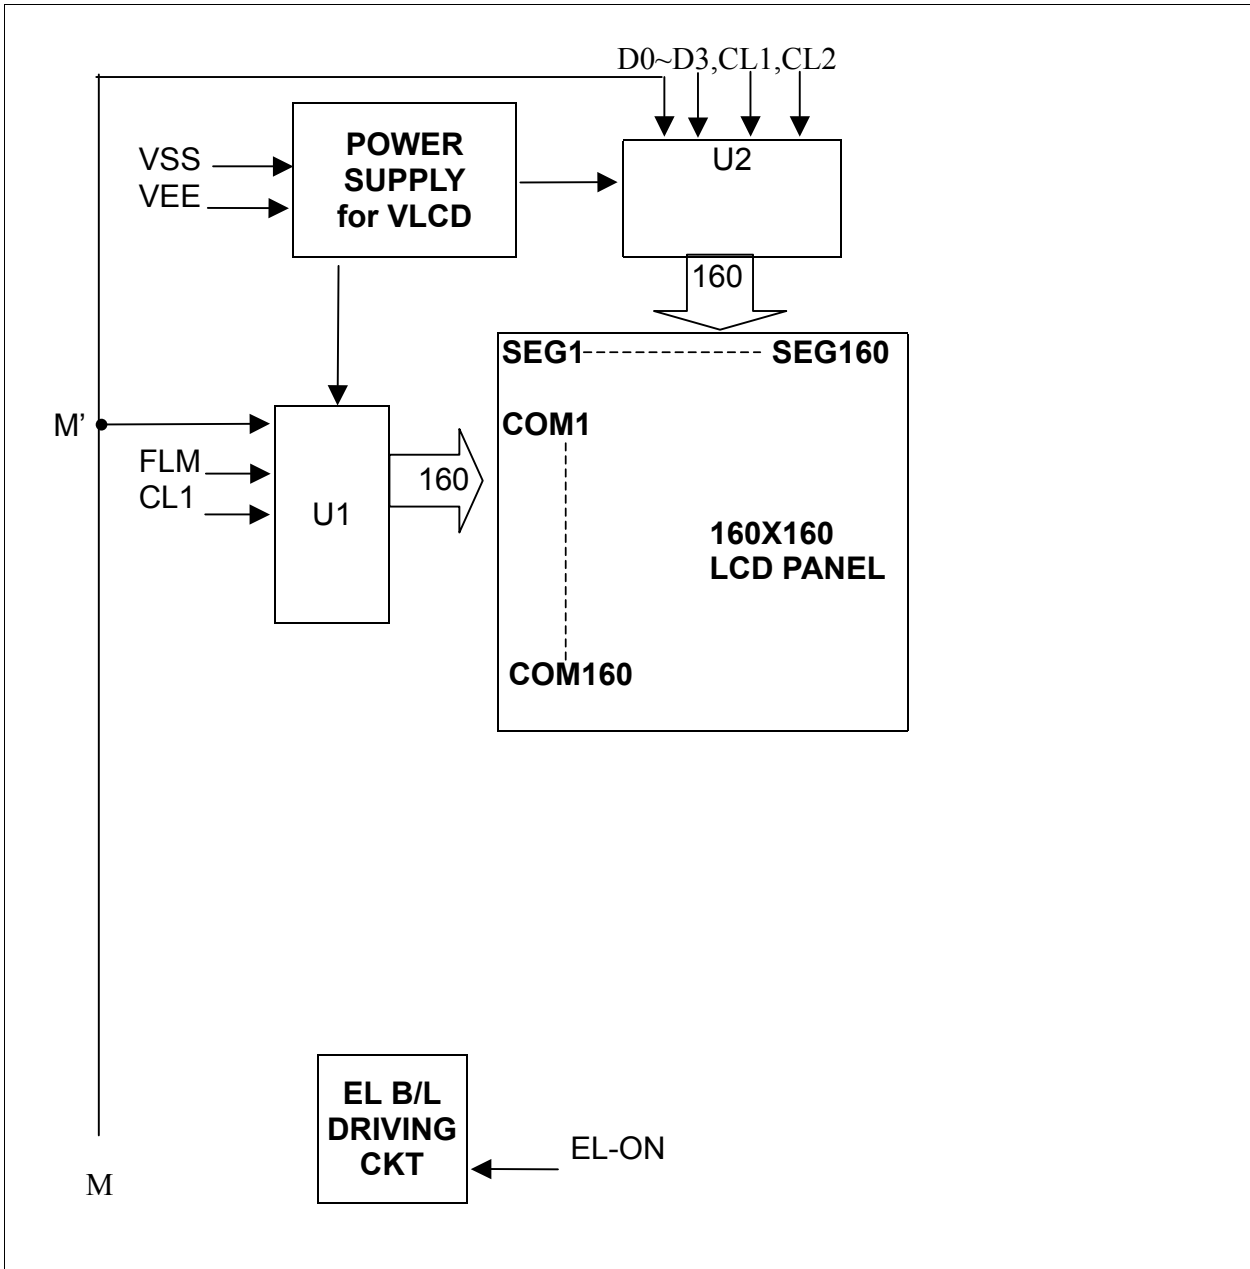 D0~D3,CL1,CL2
POWER
SUPPLY
for VLCD
VSS
VEE
U2
160
SEG1 SEG160
COM1
M’
FLM
CL1
U1
160
160X160
LCD PANEL
COM160
EL B/L
DRIVING
CKT
EL-ON
M